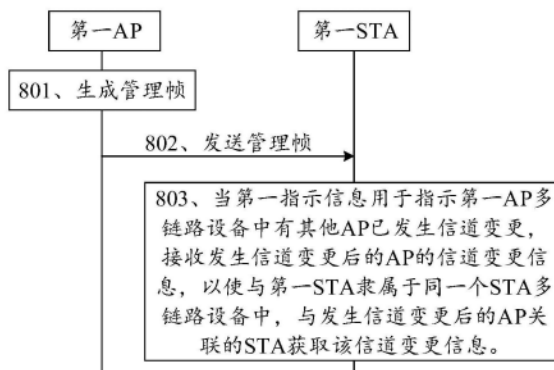 第一AP
第一STA
801、生成管理帧
802、发送管理帧
803、当第一指示信息用于指示第一AP多
链路设备中有其他AP已发生信道变更，
接收发生信道变更后的AP的信道变更信
息，以使与第一STA隶属于同一个STA多
链路设备中，与发生信道变更后的AP关
联的STA获取该信道变更信息。